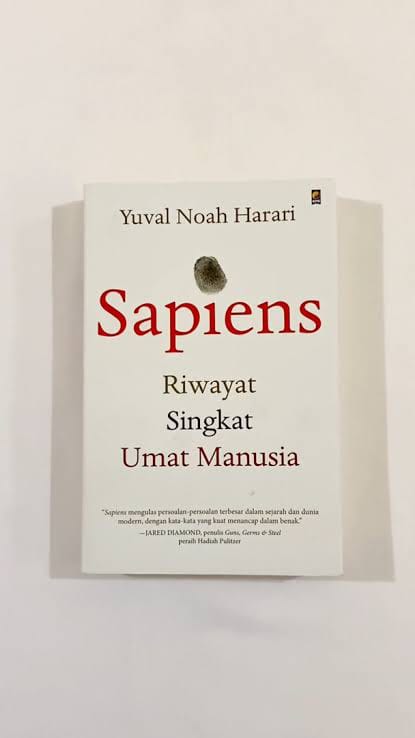 Yuval Noah Harari
Sapiens
Riwayat
Singkat
Umat Manusia
"Sapiens mengulas persoalan-persoalan terbesar dalam sejarah dan dunia
modern, dengan kata-kata yang kuat menancap dalam benak."
—JARED DIAMOND, penulis Guns, Germs & Steel
peraih Hadiah Pulitzer